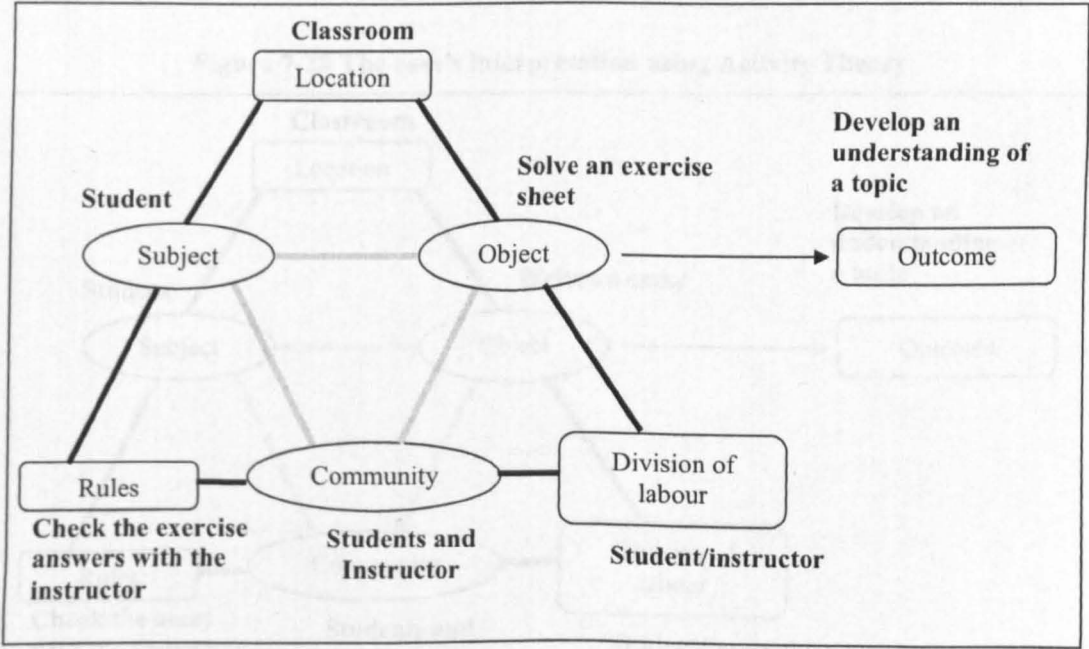 Classroom
Location
Develop an
understanding of
a topic
Solve an exercise
sheet
Student
Subject
Object
Outcome
Rules
Community
Division of
labour
Check the exercise
answers with the
instructor
Students and
Instructor
Student/instructor